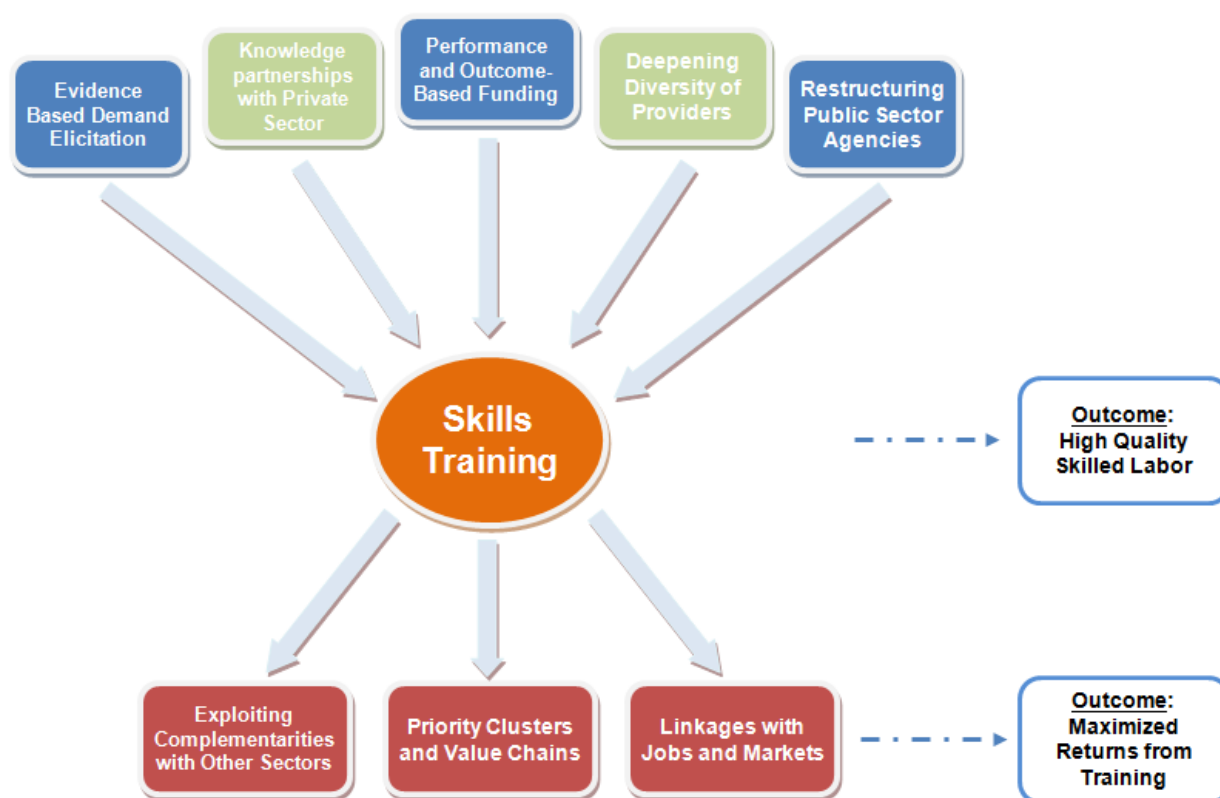 Evidence
Based Demand
Elicitation
Knowledge
partnerships
with Private
Sector
Performance
and Outcome-
Based Funding
Deepening
Diversity of
Providers
Restructuring
Public Sector
Agencies
Skills
Training
Outcome:
High Quality
Skilled Labor
Exploiting
Complementarities
with Other Sectors
Priority Clusters
and Value Chains
Linkages with
Jobs and Markets
Outcome:
Maximized
Returns from
Training